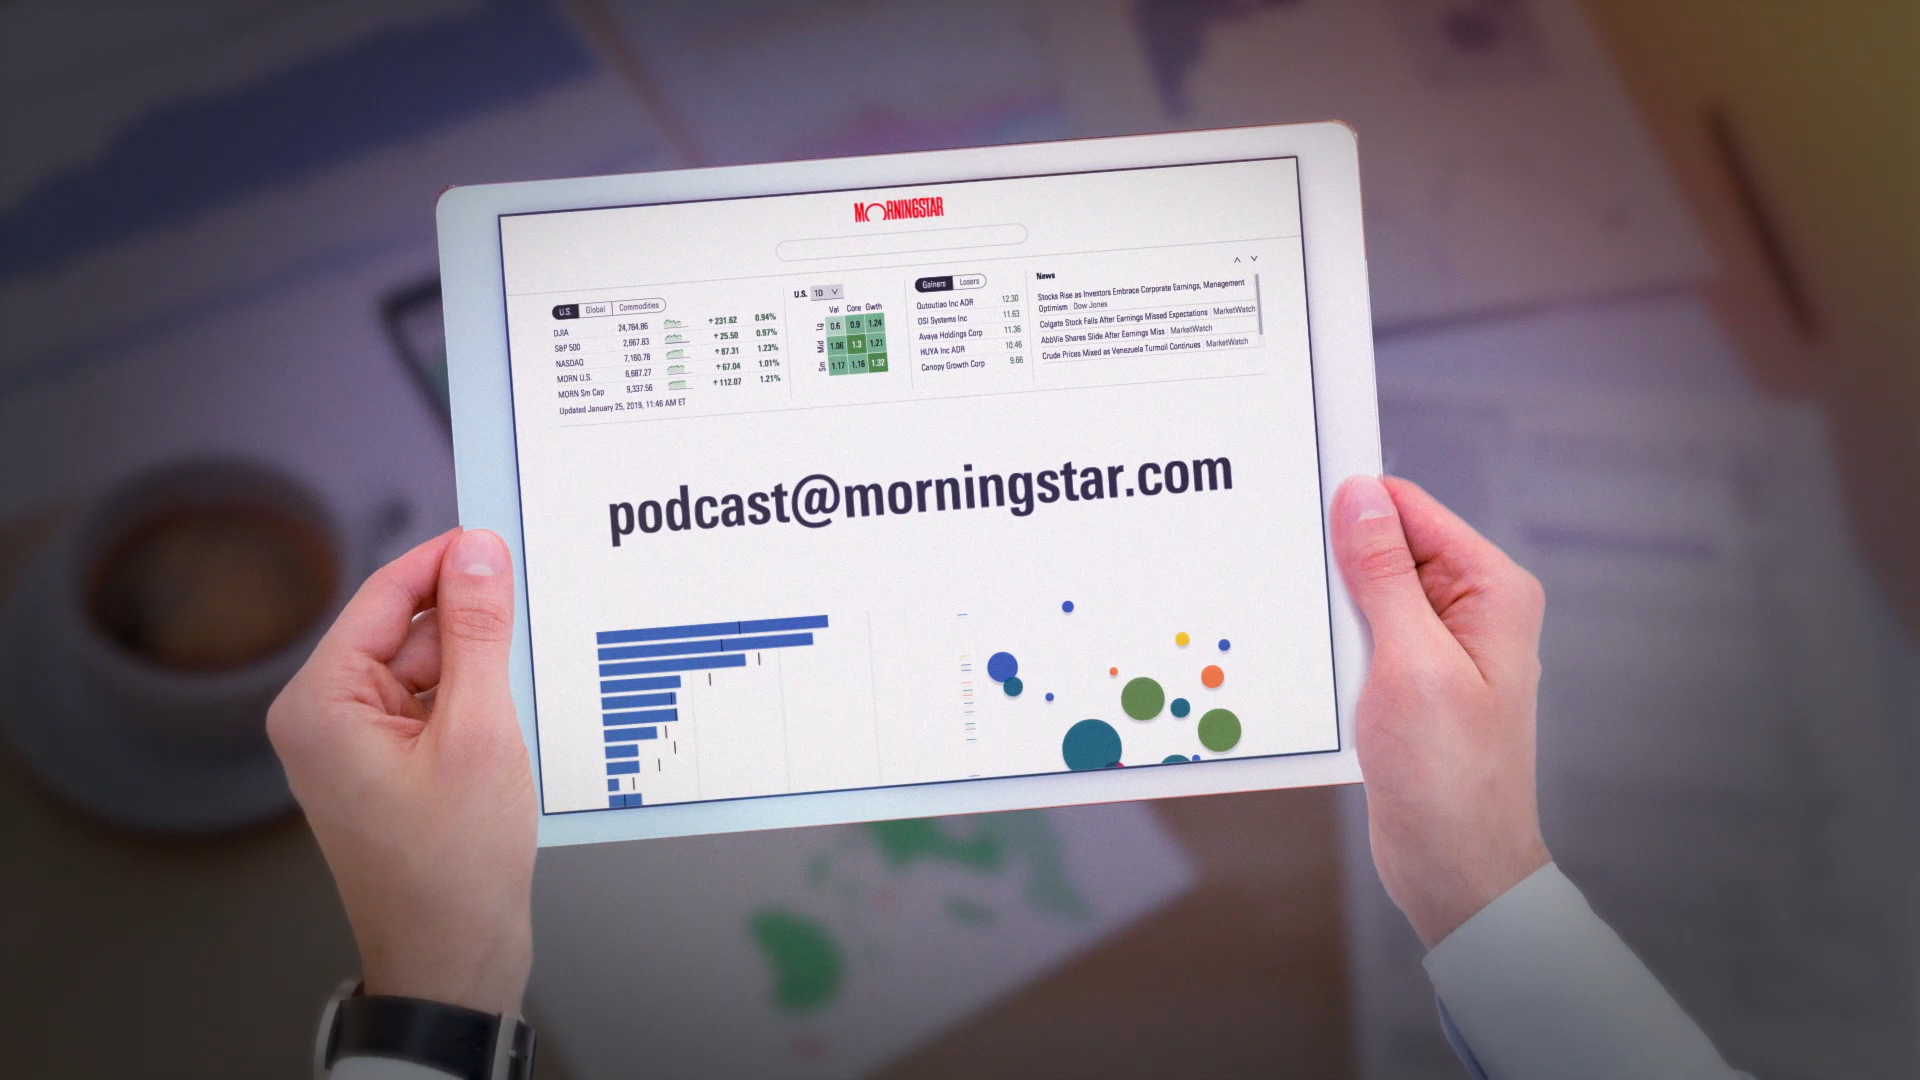 MORNINGSTAR
U.S. Global Commodities
DJIA 24,784.86 +231.62 0.94%
S&P 500 2,667.83 +25.50 0.97%
NASDAQ 7,160.78 +87.31 1.23%
MORN U.S. 6,687.27 +67.04 1.01%
MORN Sm Cap 9,337.56 +112.07 1.21%
Updated January 25, 2019, 11:46 AM ET
U.S. 1D
Val Core Gwth
Lg 0.6 0.9 1.24
Mid 1.06 1.3 1.21
Sm 1.17 1.16 1.32
Gainers Losers
Qutoutiao Inc ADR 12.30
OSI Systems Inc 11.63
Avaya Holdings Corp 11.36
HUYA Inc ADR 10.46
Canopy Growth Corp 9.66
News
Stocks Rise as Investors Embrace Corporate Earnings, Management
Optimism | Dow Jones
Colgate Stock Falls After Earnings Missed Expectations | MarketWatch
AbbVie Shares Slide After Earnings Miss | MarketWatch
Crude Prices Mixed as Venezuela Turmoil Continues | MarketWatch
podcast@morningstar.com